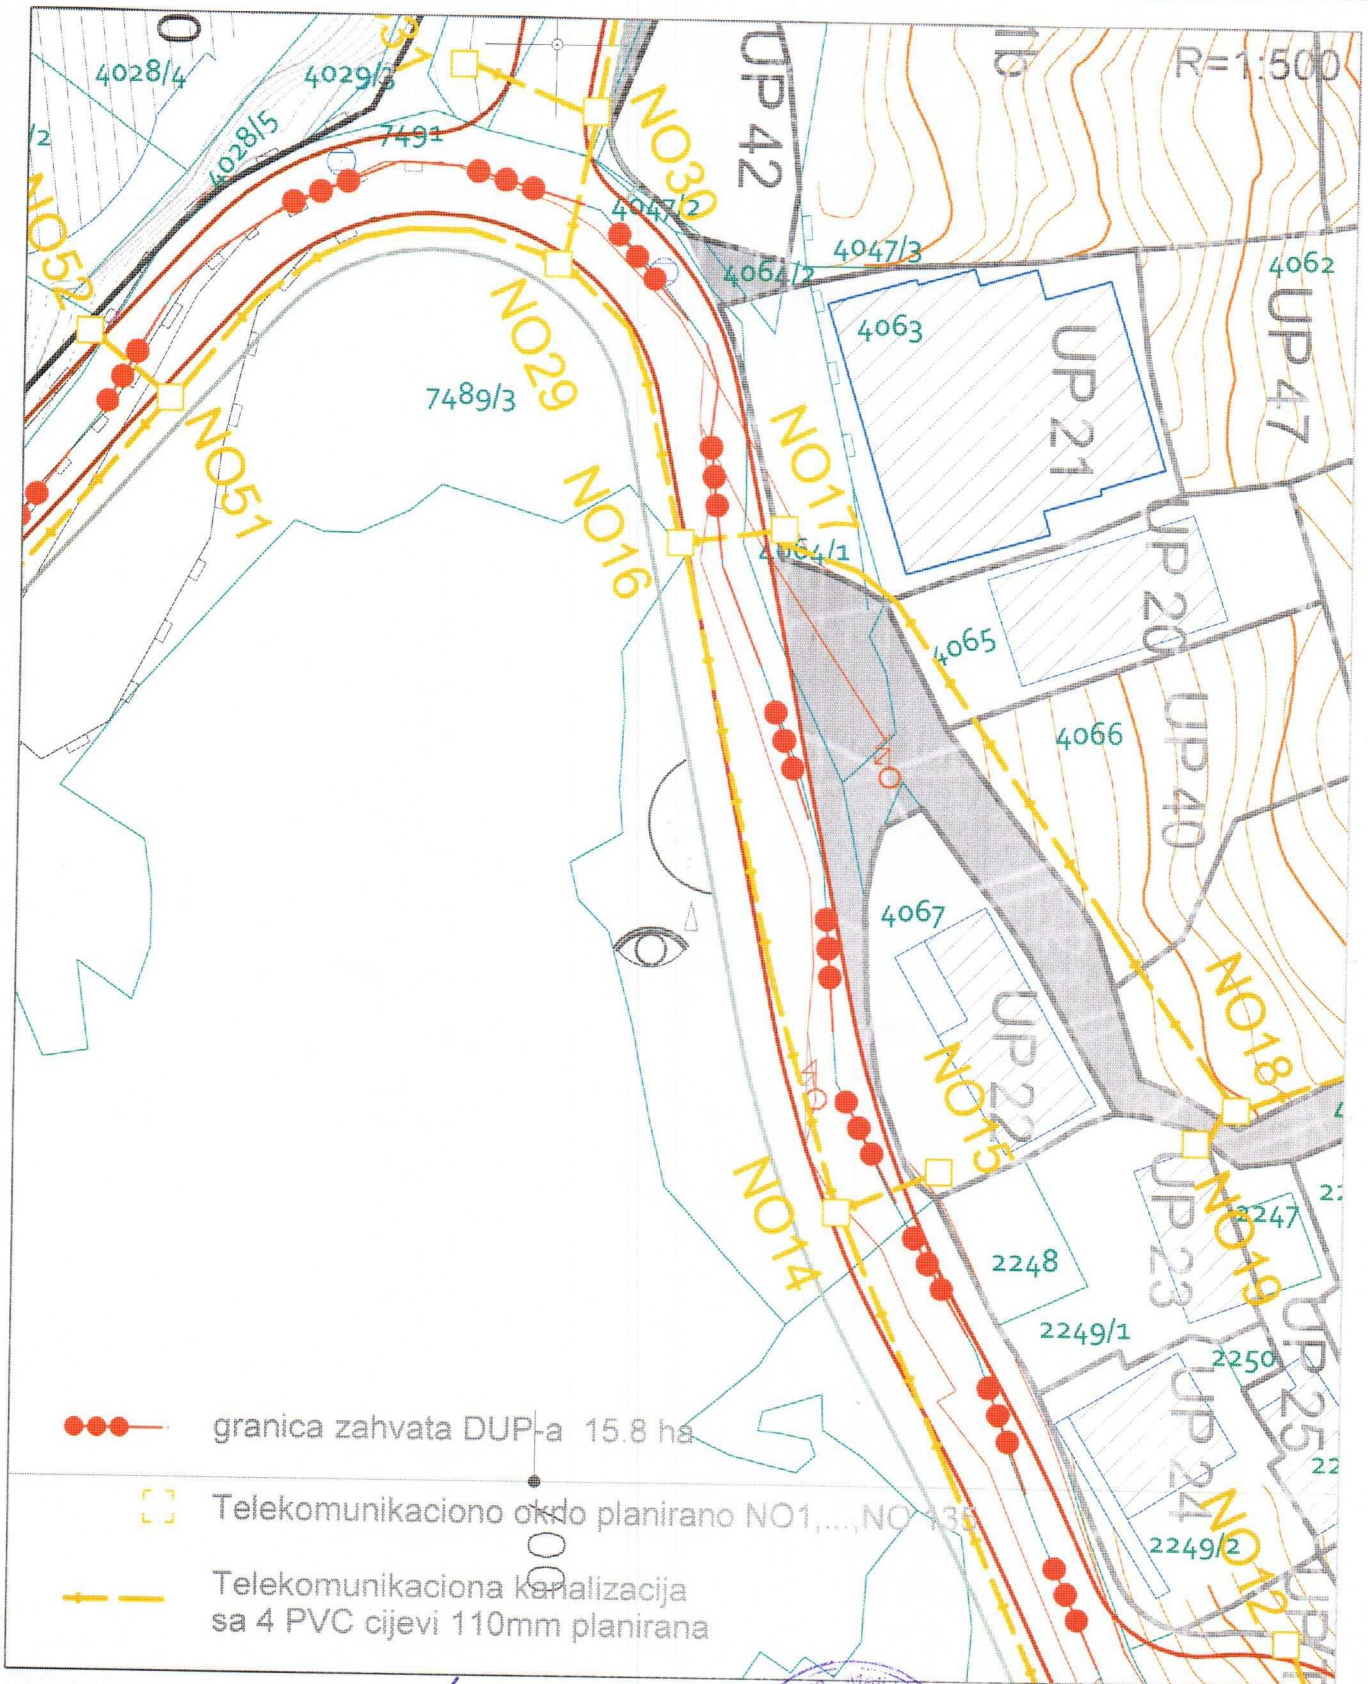 R=1:500
4028/4
4029/3
7491
4028/5
/2
NO30
UP 42
NO52
4047/2
4047/3
4064/2
4062
4063
UP 21
UP 47
NO29
7489/3
NO17
NO51
NO16
4064/1
UP 20
4065
4066
UP 40
4067
NO18
UP 22
NO15
NO14
UP 23
NO19
2247
2248
2249/1
2250
UP 25
UP 24
2249/2
NO12
UP
granica zahvata DUP-a 15.8 ha
Telekomunikaciono okno planirano NO1,...,NO 135
Telekomunikaciona kanalizacija
sa 4 PVC cijevi 110mm planirana